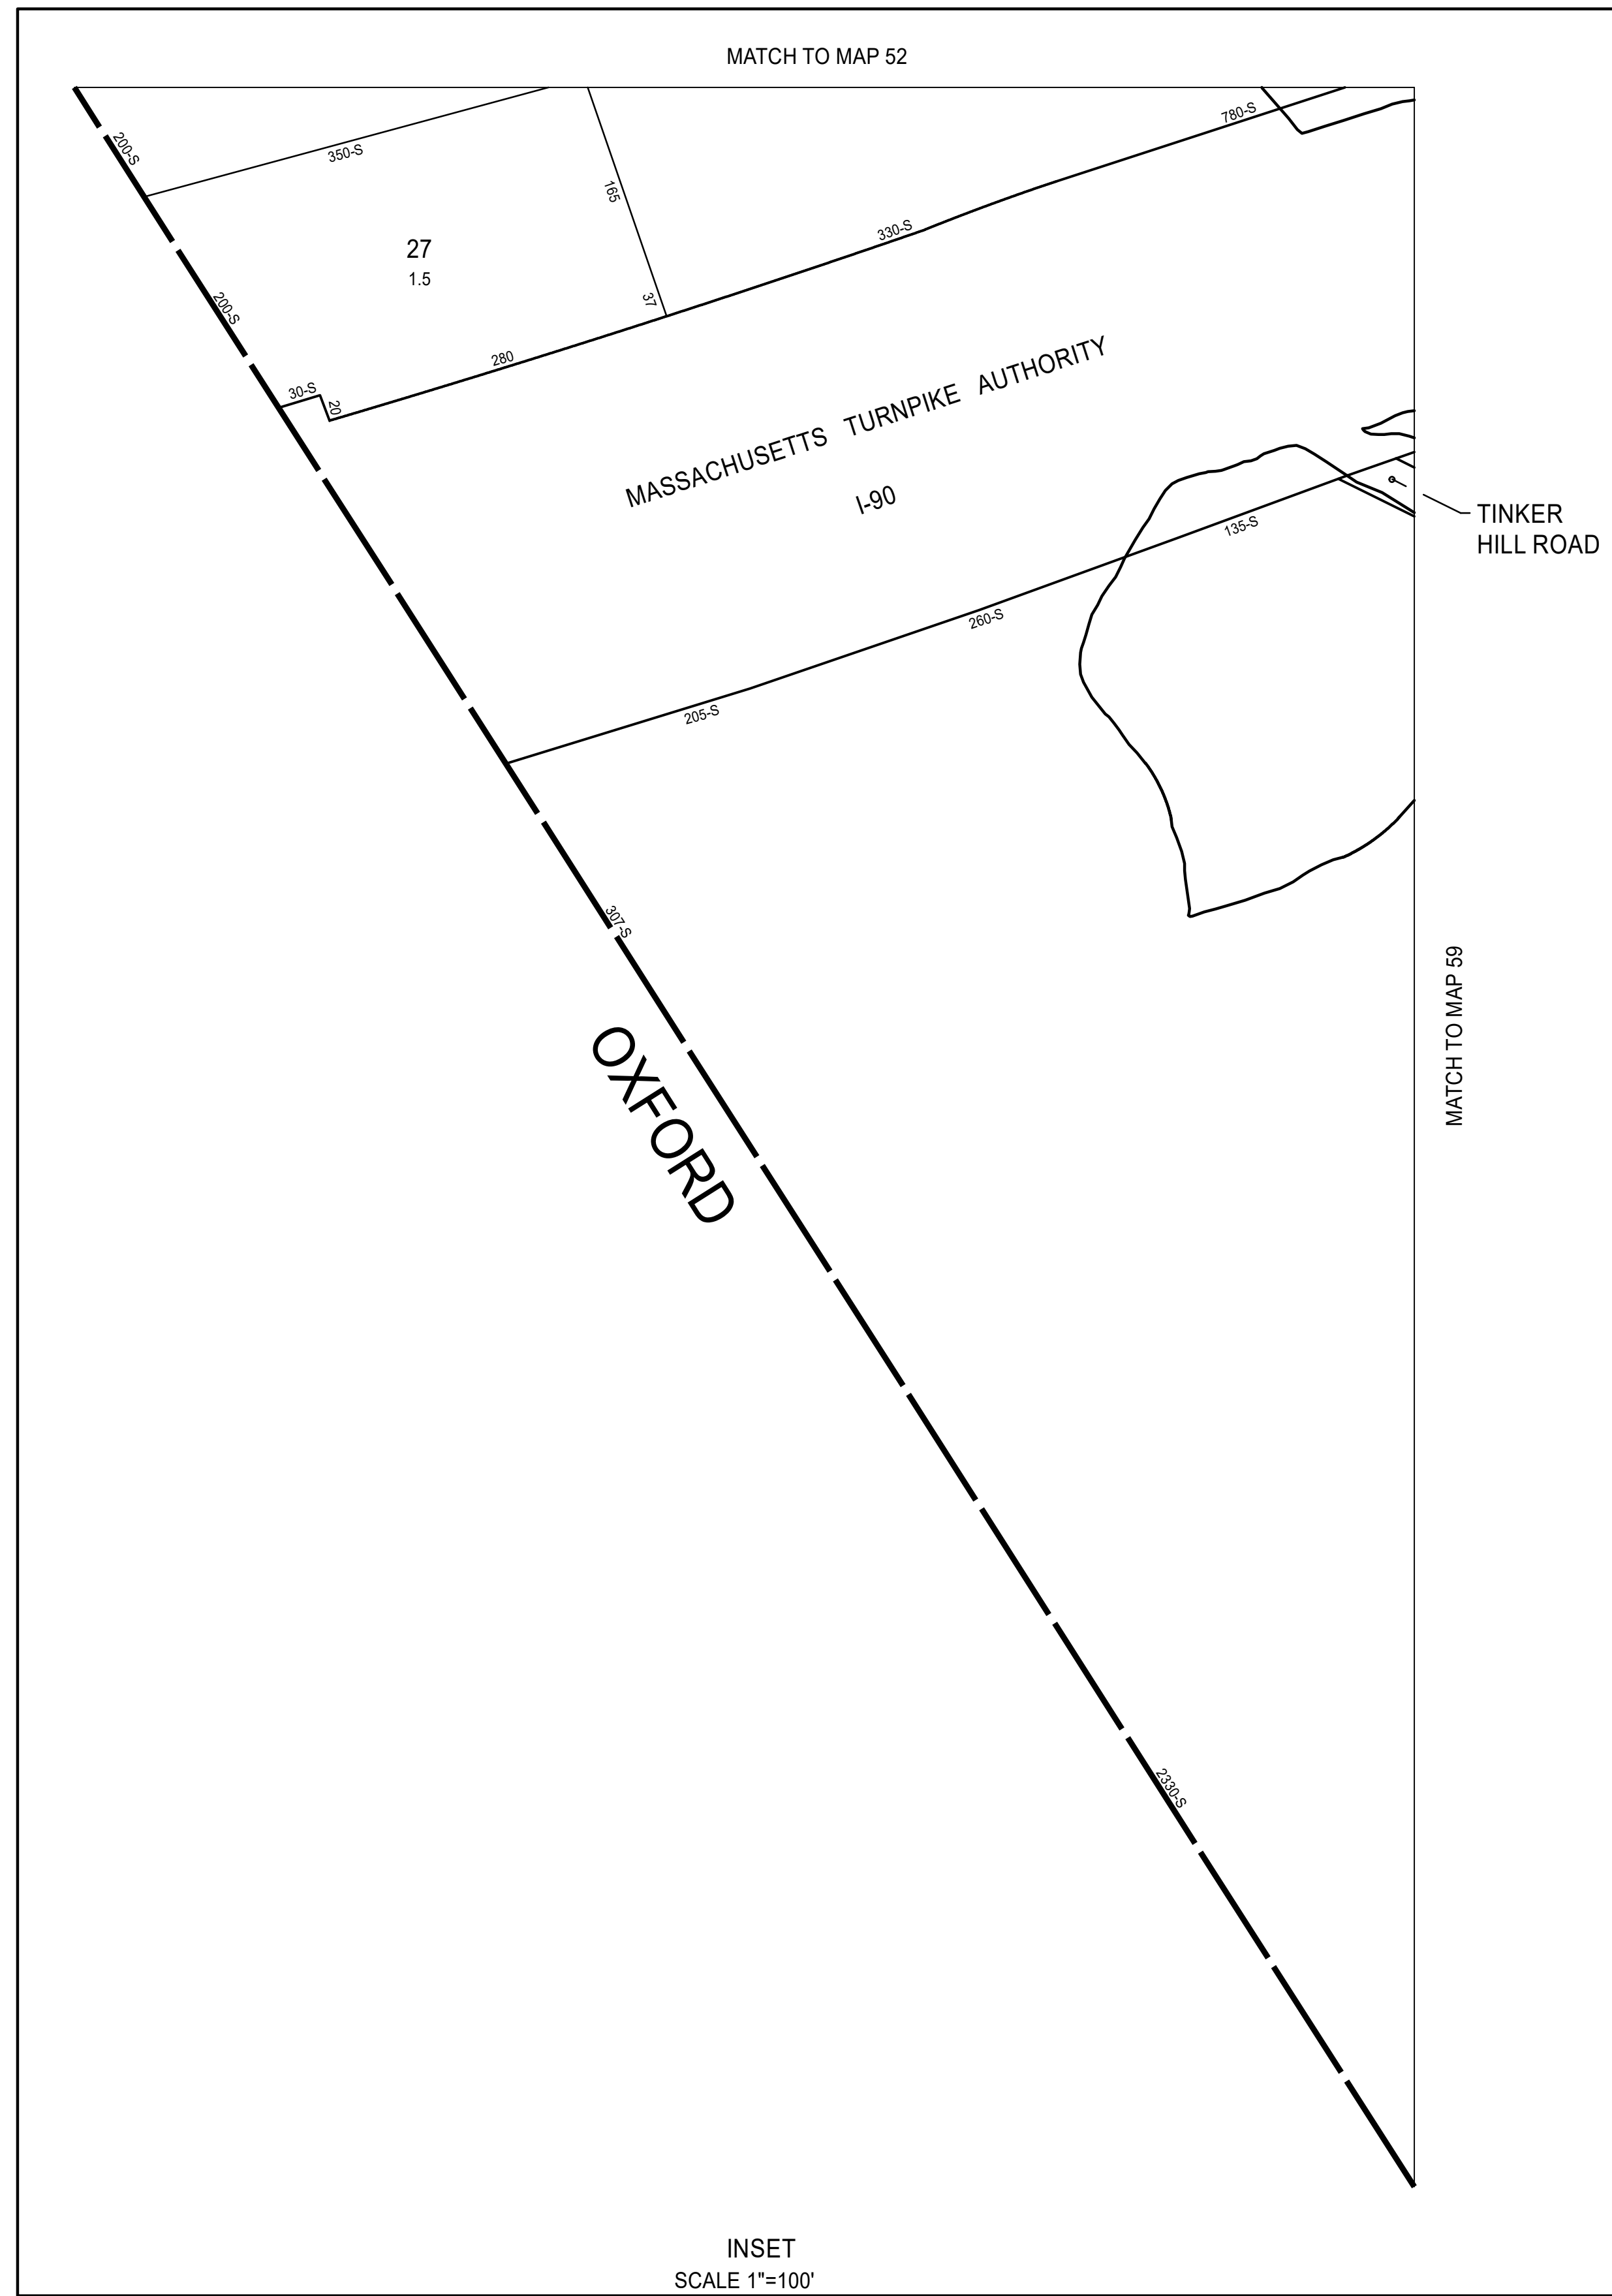 MATCH TO MAP 52
200-S
350-S
165
780-S
27
1.5
330-S
200-S
37
280
30-S
20
MASSACHUSETTS TURNPIKE AUTHORITY
I-90
TINKER
HILL ROAD
135-S
260-S
205-S
307-S
OXFORD
MATCH TO MAP 59
2330-S
INSET
SCALE 1"=100'